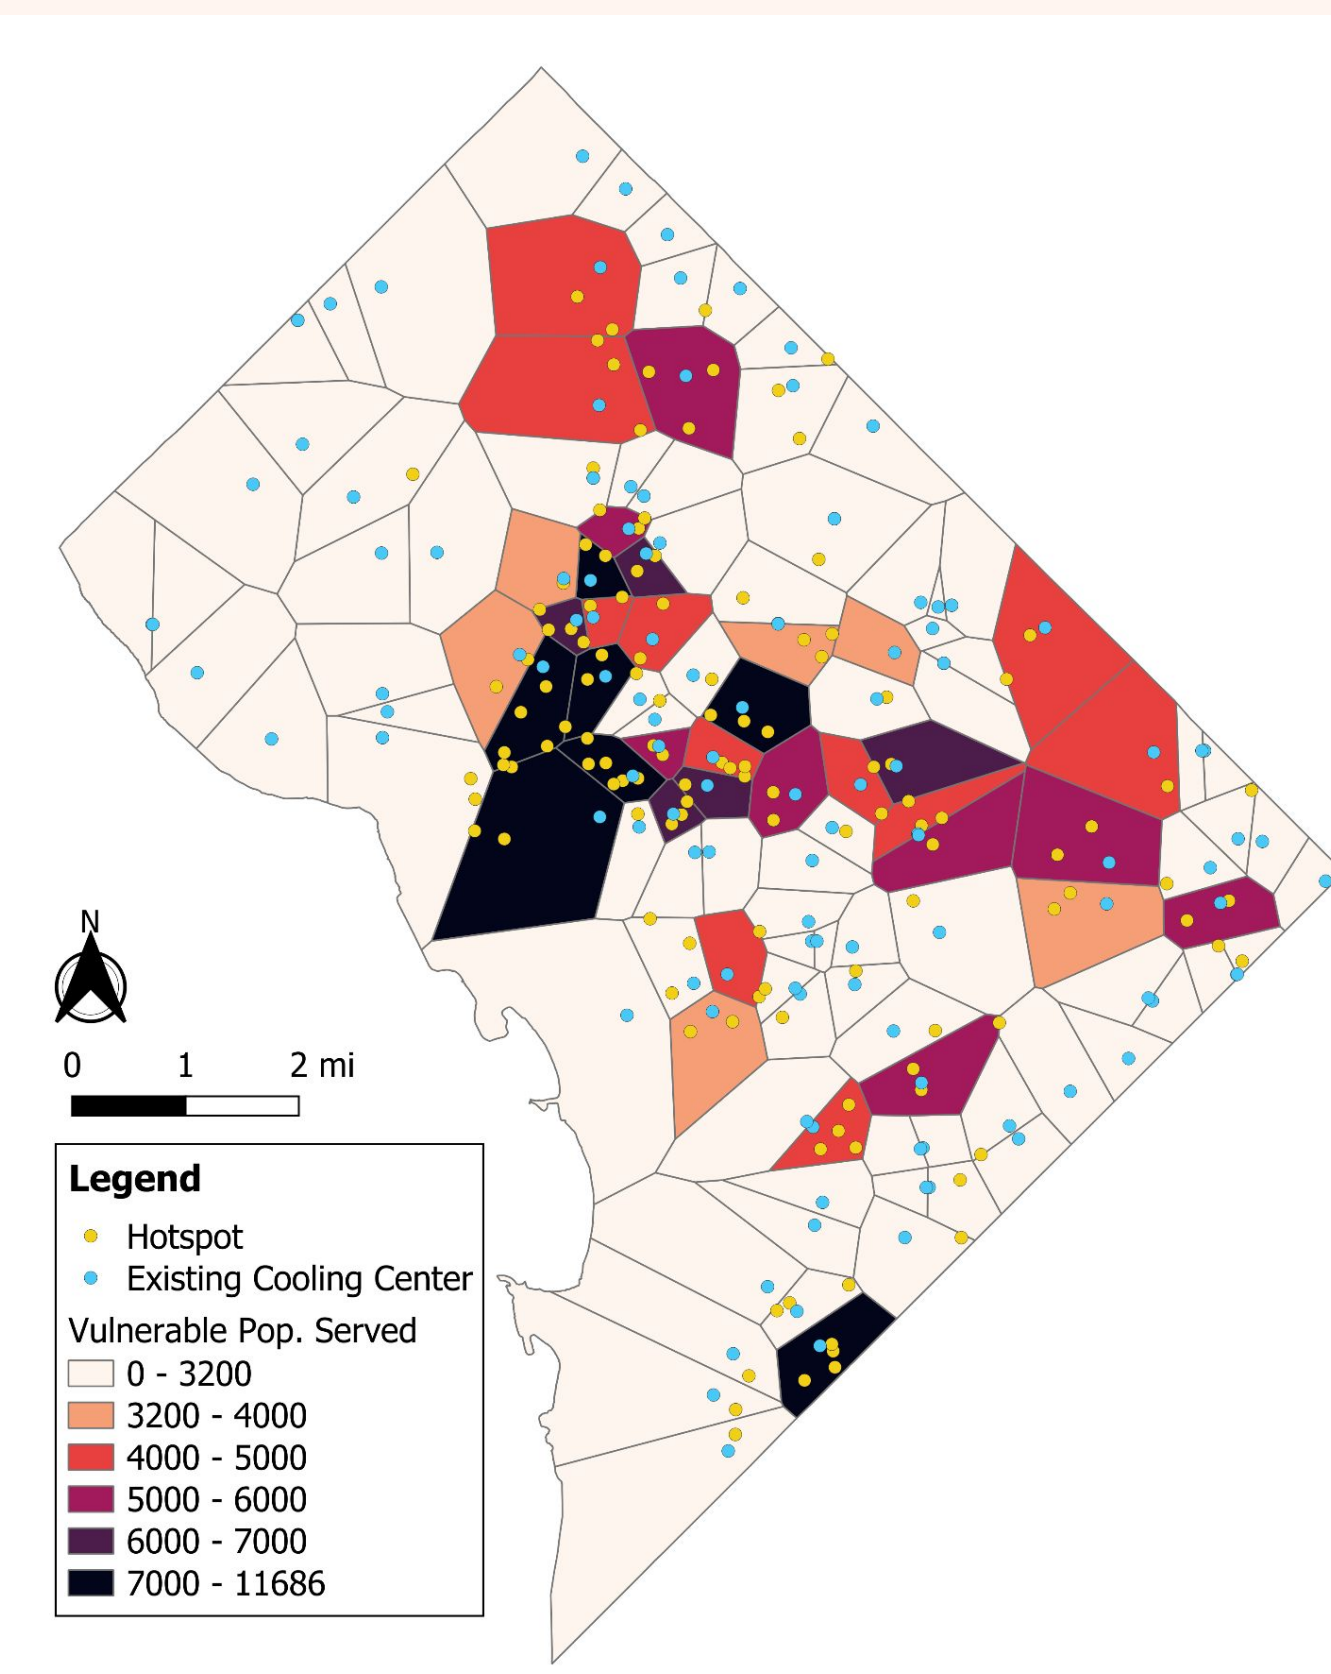 N
0 1 2 mi
Legend
Hotspot
Existing Cooling Center
Vulnerable Pop. Served
0 - 3200
3200 - 4000
4000 - 5000
5000 - 6000
6000 - 7000
7000 - 11686